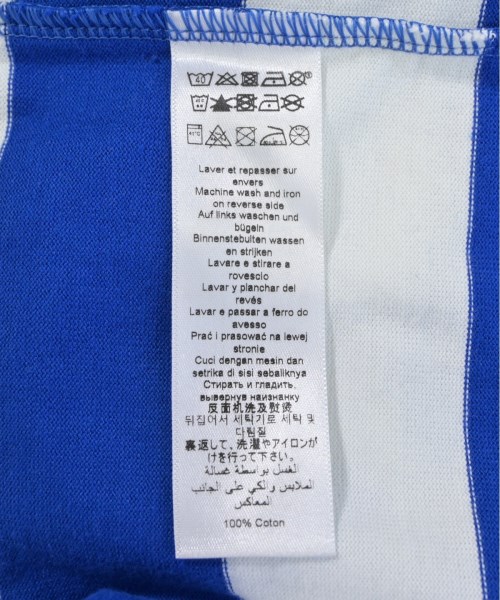 40
40
40°C
Laver et repasser sur
envers
Machine wash and iron
on reverse side
Auf links waschen und
bügeln
Binnenstebuiten wassen
en strijken
Lavare e stirare a
rovescio
Lavar y planchar del
revés
Lavar e passar a ferro do
avesso
Prać i prasować na lewej
stronie
Cuci dengan mesin dan
setrika di sisi sebaliknya
Стирать и гладить,
вывернув наизнанку
反面机洗及熨烫
뒤집어서 세탁기로 세탁 및
다림질
裏返して、洗濯やアイロンが
けを行って下さい。
الغسل بواسطة غسالة
الملابس والكي على الجانب
المعاكس
100% Coton